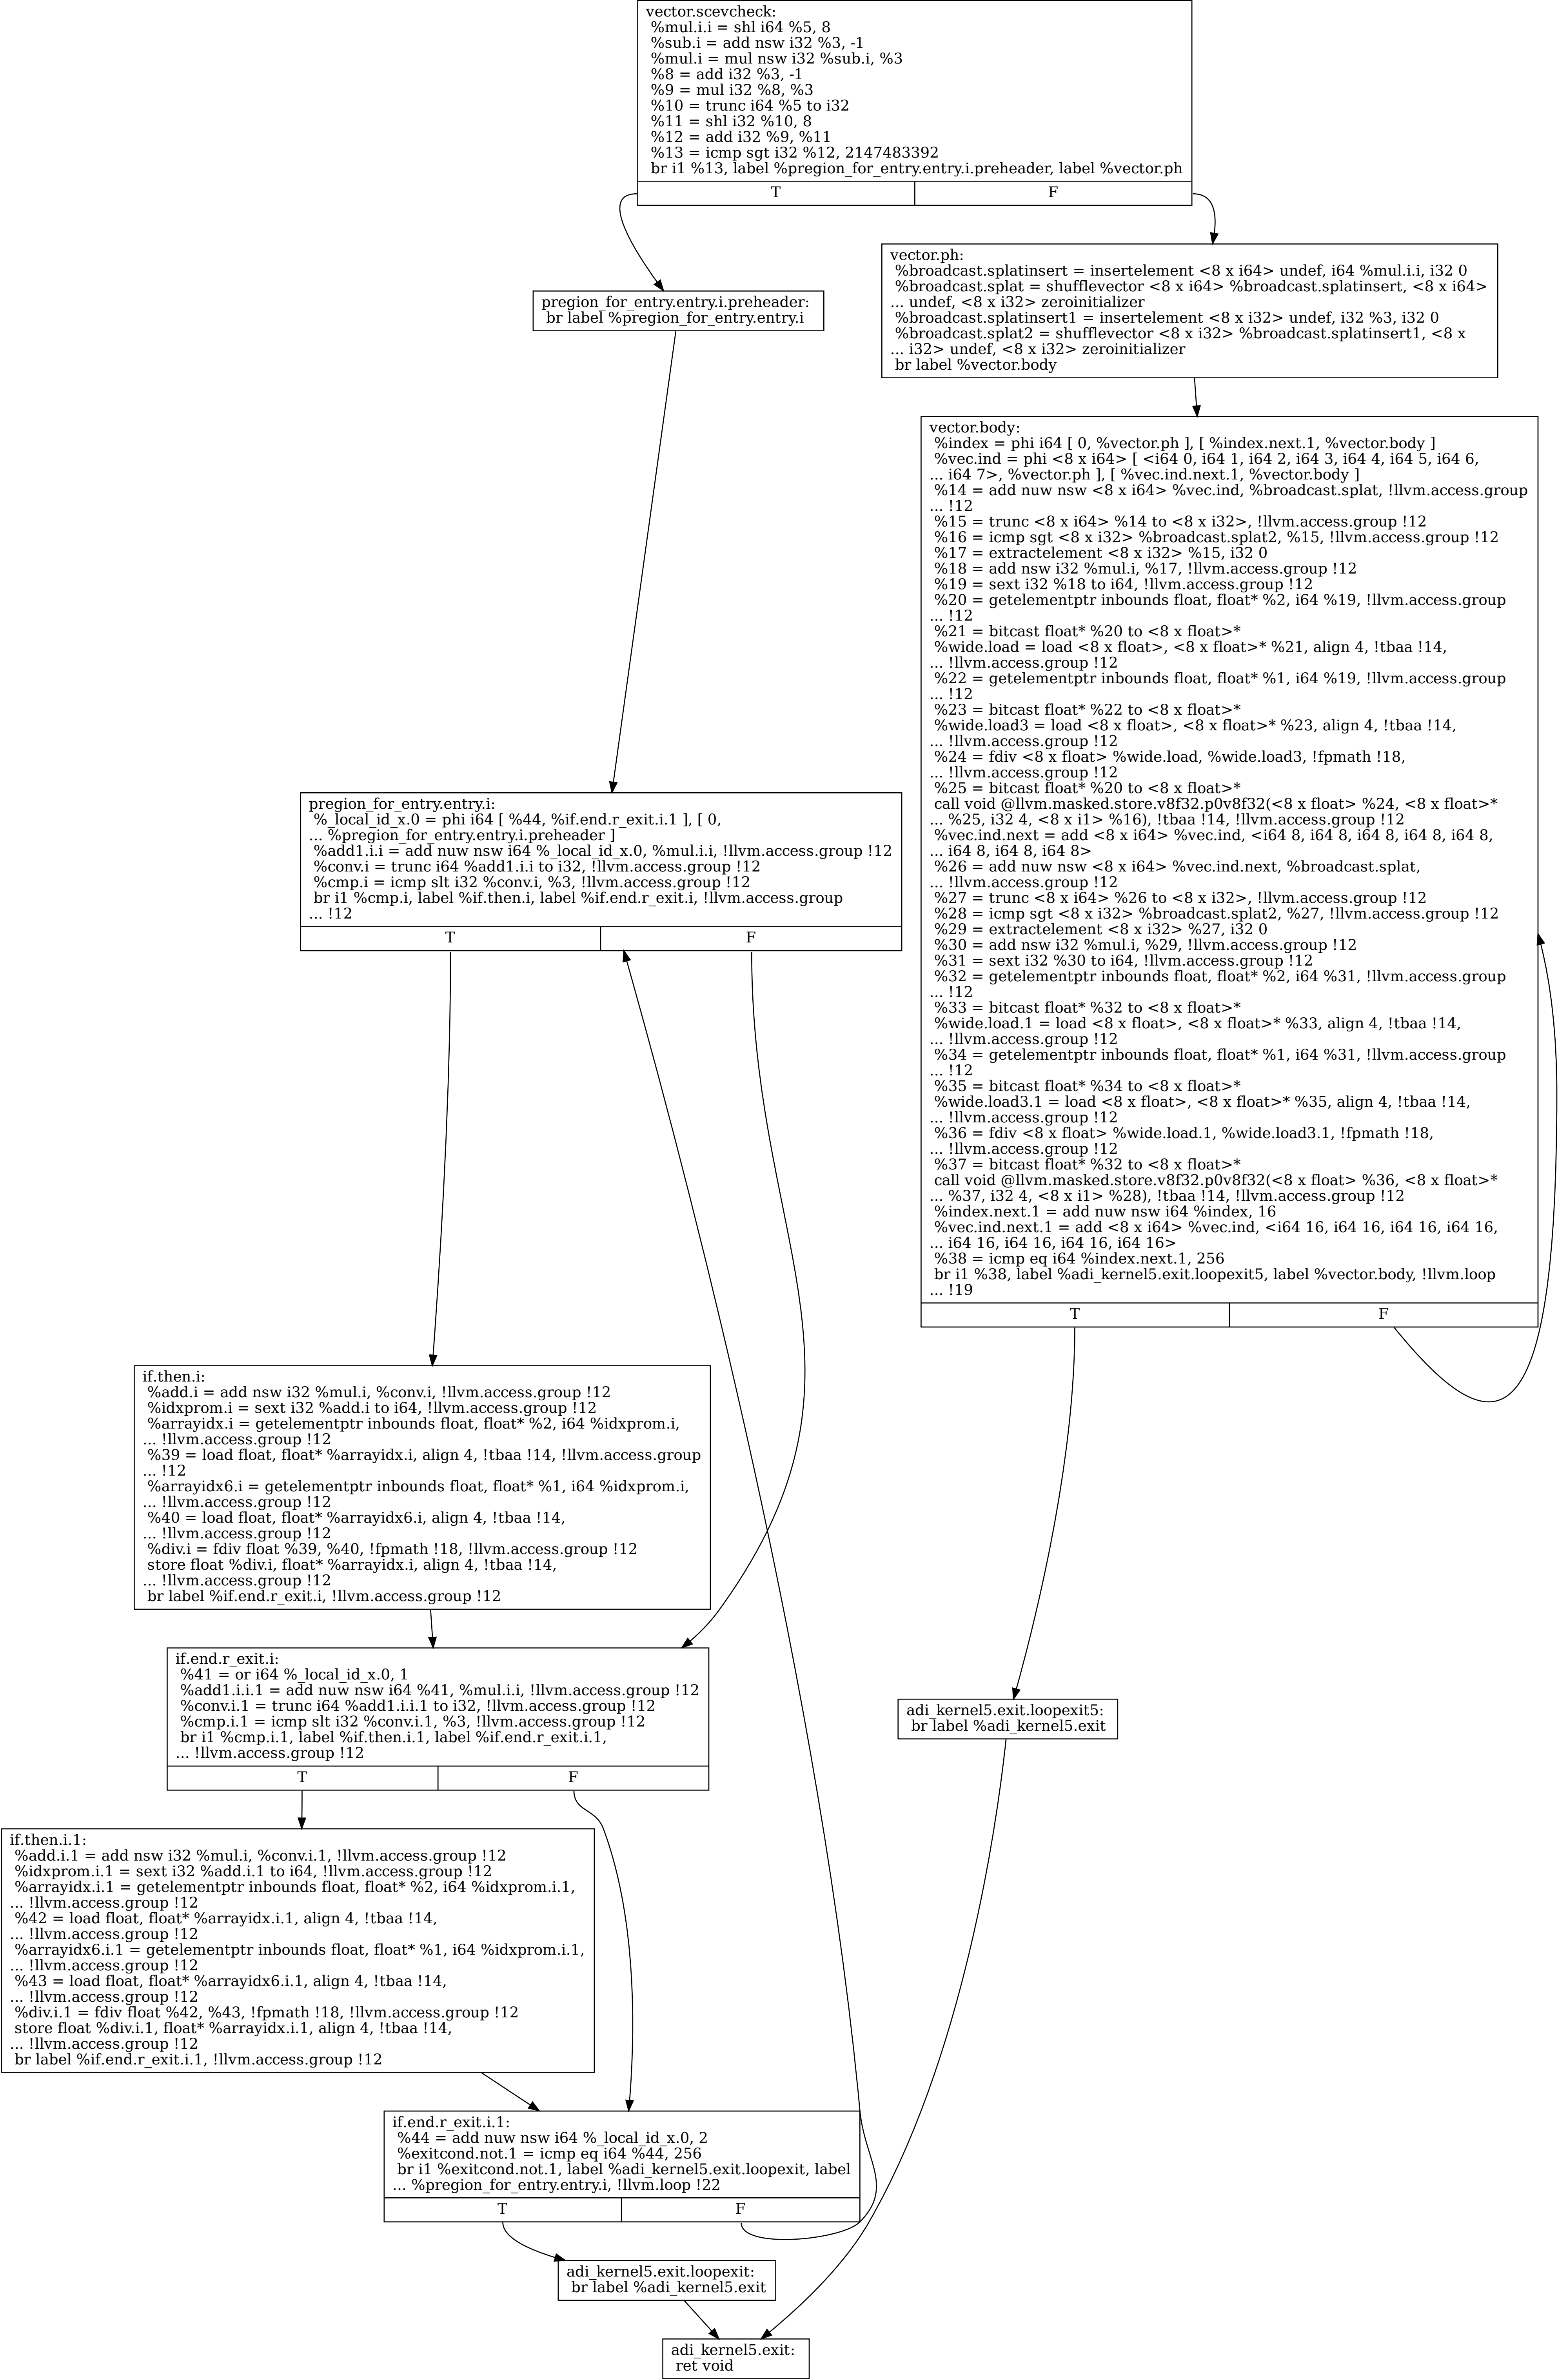 vector.scevcheck:
%mul.i.i = shl i64 %5, 8
%sub.i = add nsw i32 %3, -1
%mul.i = mul nsw i32 %sub.i, %3
%8 = add i32 %3, -1
%9 = mul i32 %8, %3
%10 = trunc i64 %5 to i32
%11 = shl i32 %10, 8
%12 = add i32 %9, %11
%13 = icmp sgt i32 %12, 2147483392
br i1 %13, label %pregion_for_entry.entry.i.preheader, label %vector.ph
T
F
vector.ph:
%broadcast.splatinsert = insertelement <8 x i64> undef, i64 %mul.i.i, i32 0
%broadcast.splat = shufflevector <8 x i64> %broadcast.splatinsert, <8 x i64>
... undef, <8 x i32> zeroinitializer
%broadcast.splatinsert1 = insertelement <8 x i32> undef, i32 %3, i32 0
%broadcast.splat2 = shufflevector <8 x i32> %broadcast.splatinsert1, <8 x
... i32> undef, <8 x i32> zeroinitializer
br label %vector.body
pregion_for_entry.entry.i.preheader:
br label %pregion_for_entry.entry.i
vector.body:
%index = phi i64 [ 0, %vector.ph ], [ %index.next.1, %vector.body ]
%vec.ind = phi <8 x i64> [ <i64 0, i64 1, i64 2, i64 3, i64 4, i64 5, i64 6,
... i64 7>, %vector.ph ], [ %vec.ind.next.1, %vector.body ]
%14 = add nuw nsw <8 x i64> %vec.ind, %broadcast.splat, !llvm.access.group
... !12
%15 = trunc <8 x i64> %14 to <8 x i32>, !llvm.access.group !12
%16 = icmp sgt <8 x i32> %broadcast.splat2, %15, !llvm.access.group !12
%17 = extractelement <8 x i32> %15, i32 0
%18 = add nsw i32 %mul.i, %17, !llvm.access.group !12
%19 = sext i32 %18 to i64, !llvm.access.group !12
%20 = getelementptr inbounds float, float* %2, i64 %19, !llvm.access.group
... !12
%21 = bitcast float* %20 to <8 x float>*
%wide.load = load <8 x float>, <8 x float>* %21, align 4, !tbaa !14,
... !llvm.access.group !12
%22 = getelementptr inbounds float, float* %1, i64 %19, !llvm.access.group
... !12
%23 = bitcast float* %22 to <8 x float>*
%wide.load3 = load <8 x float>, <8 x float>* %23, align 4, !tbaa !14,
... !llvm.access.group !12
%24 = fdiv <8 x float> %wide.load, %wide.load3, !fpmath !18,
... !llvm.access.group !12
%25 = bitcast float* %20 to <8 x float>*
call void @llvm.masked.store.v8f32.p0v8f32(<8 x float> %24, <8 x float>*
... %25, i32 4, <8 x i1> %16), !tbaa !14, !llvm.access.group !12
%vec.ind.next = add <8 x i64> %vec.ind, <i64 8, i64 8, i64 8, i64 8, i64 8,
... i64 8, i64 8, i64 8>
%26 = add nuw nsw <8 x i64> %vec.ind.next, %broadcast.splat,
... !llvm.access.group !12
%27 = trunc <8 x i64> %26 to <8 x i32>, !llvm.access.group !12
%28 = icmp sgt <8 x i32> %broadcast.splat2, %27, !llvm.access.group !12
%29 = extractelement <8 x i32> %27, i32 0
%30 = add nsw i32 %mul.i, %29, !llvm.access.group !12
%31 = sext i32 %30 to i64, !llvm.access.group !12
%32 = getelementptr inbounds float, float* %2, i64 %31, !llvm.access.group
... !12
%33 = bitcast float* %32 to <8 x float>*
%wide.load.1 = load <8 x float>, <8 x float>* %33, align 4, !tbaa !14,
... !llvm.access.group !12
%34 = getelementptr inbounds float, float* %1, i64 %31, !llvm.access.group
... !12
%35 = bitcast float* %34 to <8 x float>*
%wide.load3.1 = load <8 x float>, <8 x float>* %35, align 4, !tbaa !14,
... !llvm.access.group !12
%36 = fdiv <8 x float> %wide.load.1, %wide.load3.1, !fpmath !18,
... !llvm.access.group !12
%37 = bitcast float* %32 to <8 x float>*
call void @llvm.masked.store.v8f32.p0v8f32(<8 x float> %36, <8 x float>*
... %37, i32 4, <8 x i1> %28), !tbaa !14, !llvm.access.group !12
%index.next.1 = add nuw nsw i64 %index, 16
%vec.ind.next.1 = add <8 x i64> %vec.ind, <i64 16, i64 16, i64 16, i64 16,
... i64 16, i64 16, i64 16, i64 16>
%38 = icmp eq i64 %index.next.1, 256
br i1 %38, label %adi_kernel5.exit.loopexit5, label %vector.body, !llvm.loop
... !19
T
F
pregion_for_entry.entry.i:
%_local_id_x.0 = phi i64 [ %44, %if.end.r_exit.i.1 ], [ 0,
... %pregion_for_entry.entry.i.preheader ]
%add1.i.i = add nuw nsw i64 %_local_id_x.0, %mul.i.i, !llvm.access.group !12
%conv.i = trunc i64 %add1.i.i to i32, !llvm.access.group !12
%cmp.i = icmp slt i32 %conv.i, %3, !llvm.access.group !12
br i1 %cmp.i, label %if.then.i, label %if.end.r_exit.i, !llvm.access.group
... !12
T
F
if.then.i:
%add.i = add nsw i32 %mul.i, %conv.i, !llvm.access.group !12
%idxprom.i = sext i32 %add.i to i64, !llvm.access.group !12
%arrayidx.i = getelementptr inbounds float, float* %2, i64 %idxprom.i,
... !llvm.access.group !12
%39 = load float, float* %arrayidx.i, align 4, !tbaa !14, !llvm.access.group
... !12
%arrayidx6.i = getelementptr inbounds float, float* %1, i64 %idxprom.i,
... !llvm.access.group !12
%40 = load float, float* %arrayidx6.i, align 4, !tbaa !14,
... !llvm.access.group !12
%div.i = fdiv float %39, %40, !fpmath !18, !llvm.access.group !12
store float %div.i, float* %arrayidx.i, align 4, !tbaa !14,
... !llvm.access.group !12
br label %if.end.r_exit.i, !llvm.access.group !12
if.end.r_exit.i:
%41 = or i64 %_local_id_x.0, 1
%add1.i.i.1 = add nuw nsw i64 %41, %mul.i.i, !llvm.access.group !12
%conv.i.1 = trunc i64 %add1.i.i.1 to i32, !llvm.access.group !12
%cmp.i.1 = icmp slt i32 %conv.i.1, %3, !llvm.access.group !12
br i1 %cmp.i.1, label %if.then.i.1, label %if.end.r_exit.i.1,
... !llvm.access.group !12
T
F
adi_kernel5.exit.loopexit5:
br label %adi_kernel5.exit
if.then.i.1:
%add.i.1 = add nsw i32 %mul.i, %conv.i.1, !llvm.access.group !12
%idxprom.i.1 = sext i32 %add.i.1 to i64, !llvm.access.group !12
%arrayidx.i.1 = getelementptr inbounds float, float* %2, i64 %idxprom.i.1,
... !llvm.access.group !12
%42 = load float, float* %arrayidx.i.1, align 4, !tbaa !14,
... !llvm.access.group !12
%arrayidx6.i.1 = getelementptr inbounds float, float* %1, i64 %idxprom.i.1,
... !llvm.access.group !12
%43 = load float, float* %arrayidx6.i.1, align 4, !tbaa !14,
... !llvm.access.group !12
%div.i.1 = fdiv float %42, %43, !fpmath !18, !llvm.access.group !12
store float %div.i.1, float* %arrayidx.i.1, align 4, !tbaa !14,
... !llvm.access.group !12
br label %if.end.r_exit.i.1, !llvm.access.group !12
if.end.r_exit.i.1:
%44 = add nuw nsw i64 %_local_id_x.0, 2
%exitcond.not.1 = icmp eq i64 %44, 256
br i1 %exitcond.not.1, label %adi_kernel5.exit.loopexit, label
... %pregion_for_entry.entry.i, !llvm.loop !22
T
F
adi_kernel5.exit.loopexit:
br label %adi_kernel5.exit
adi_kernel5.exit:
ret void